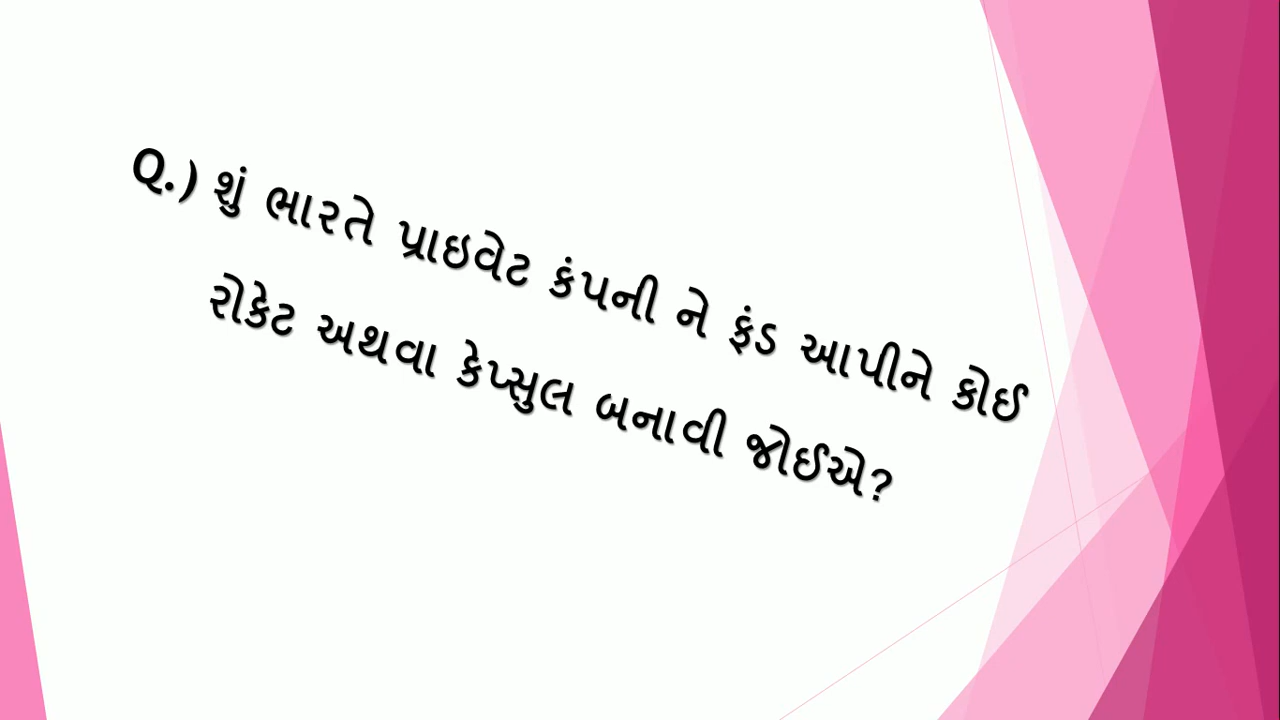 Q.) શું ભારતે પ્રાઇવેટ કંપની ને ફંડ આપીને કોઈ
રોકેટ અથવા કેપ્સુલ બનાવી જોઈએ?